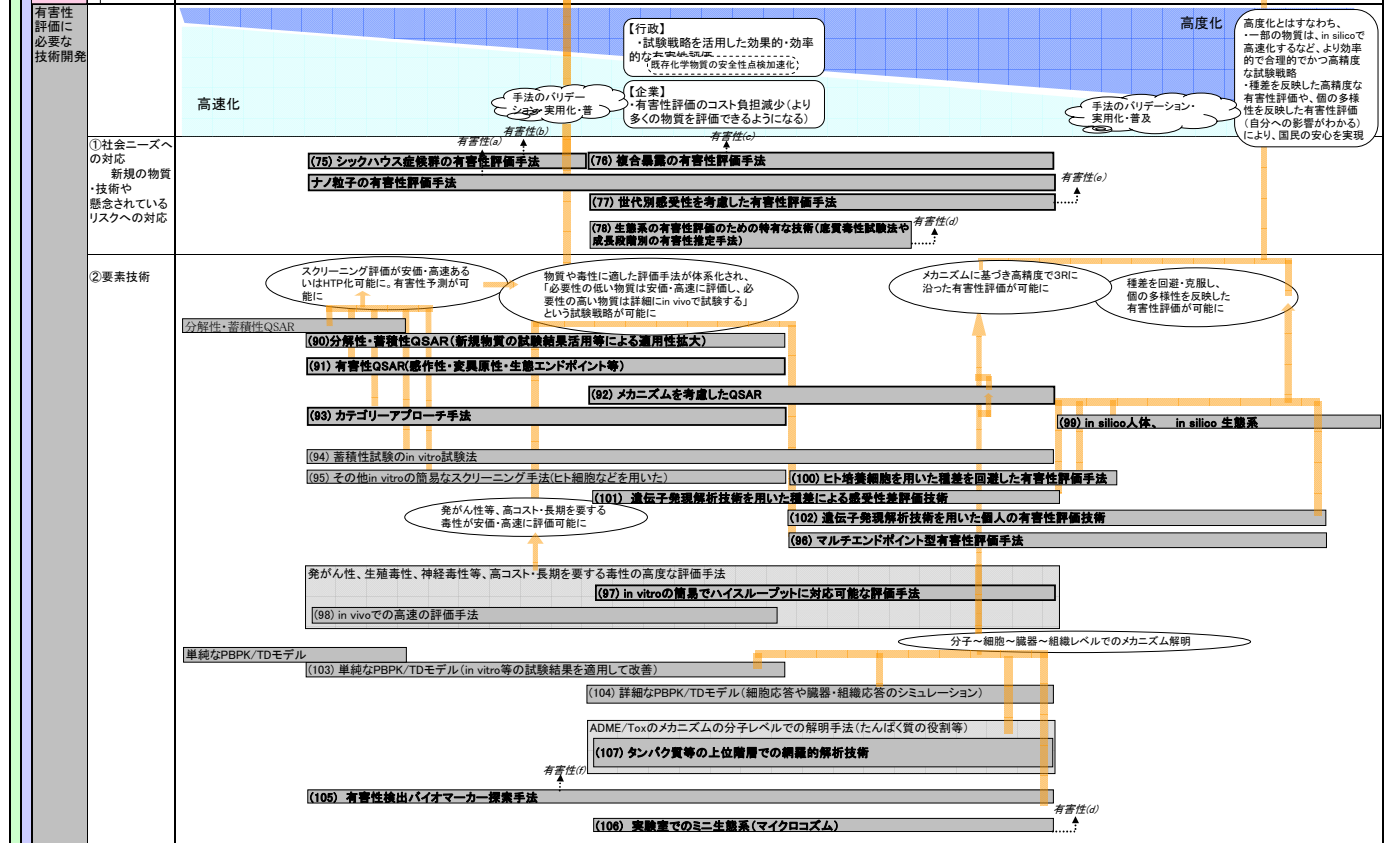 有害性
評価に
必要な
技術開発
高速化
高度化
【行政】
・試験戦略を活用した効果的・効率
的な有害性評価
既存化学物質の安全性点検加速化
【企業】
・有害性評価のコスト負担減少(より
多くの物質を評価できるようになる)
手法のバリデー
ション・実用化・普
手法のバリデーション・
実用化・普及
高度化とはすなわち、
・一部の物質は、in silicoで
高速化するなど、より効率
的で合理的でかつ高精度
な試験戦略
・種差を反映した高精度な
有害性評価や、個の多様
性を反映した有害性評価
(自分への影響がわかる)
により、国民の安心を実現
①社会ニーズへ
の対応
新規の物質
・技術や
懸念されている
リスクへの対応
有害性(a)
有害性(b)
有害性(c)
(75) シックハウス症候群の有害性評価手法
(76) 複合暴露の有害性評価手法
ナノ粒子の有害性評価手法
有害性(e)
(77) 世代別感受性を考慮した有害性評価手法
(78) 生態系の有害性評価のための特有な技術(底質毒性試験法や
成長段階別の有害性推定手法)
有害性(d)
②要素技術
スクリーニング評価が安価・高速ある
いはHTP化可能に。有害性予測が可
能に
物質や毒性に適した評価手法が体系化され、
「必要性の低い物質は安価・高速に評価し、必
要性の高い物質は詳細にin vivoで試験する」
という試験戦略が可能に
メカニズムに基づき高精度で3Rに
沿った有害性評価が可能に
種差を回避・克服し、
個の多様性を反映した
有害性評価が可能に
分解性・蓄積性QSAR
(90)分解性・蓄積性QSAR(新規物質の試験結果活用等による適用性拡大)
(91) 有害性QSAR(感作性・変異原性・生態エンドポイント等)
(92) メカニズムを考慮したQSAR
(93) カテゴリーアプローチ手法
(99) in silico人体、 in silico 生態系
(94) 蓄積性試験のin vitro試験法
(95) その他in vitroの簡易なスクリーニング手法(ヒト細胞などを用いた)
(100) ヒト培養細胞を用いた種差を回避した有害性評価手法
(101) 遺伝子発現解析技術を用いた種差による感受性差評価技術
発がん性等、高コスト・長期を要する
毒性が安価・高速に評価可能に
(102) 遺伝子発現解析技術を用いた個人の有害性評価技術
(96) マルチエンドポイント型有害性評価手法
発がん性、生殖毒性、神経毒性等、高コスト・長期を要する毒性の高度な評価手法
(97) in vitroの簡易でハイスループットに対応可能な評価手法
(98) in vivoでの高速の評価手法
分子～細胞～臓器～組織レベルでのメカニズム解明
単純なPBPK/TDモデル
(103) 単純なPBPK/TDモデル(in vitro等の試験結果を適用して改善)
(104) 詳細なPBPK/TDモデル(細胞応答や臓器・組織応答のシミュレーション)
ADME/Toxのメカニズムの分子レベルでの解明手法(たんぱく質の役割等)
(107) タンパク質等の上位階層での網羅的解析技術
有害性(f)
(105) 有害性検出バイオマーカー探索手法
有害性(d)
(106) 実験室でのミニ生態系(マイクロコズム)